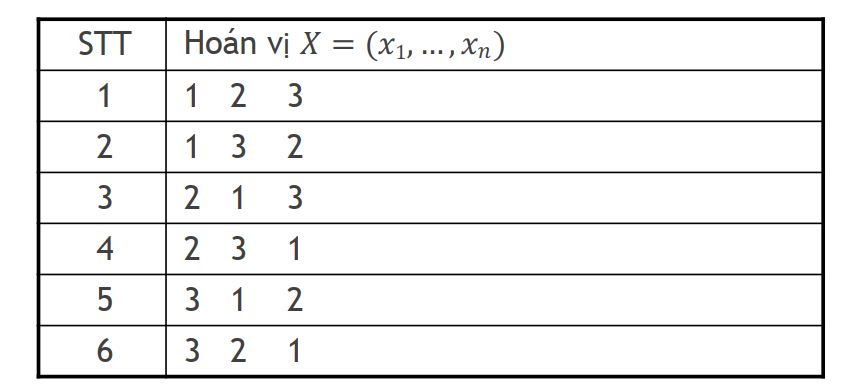 STT Hoán vị X = (x₁, … , xₙ)
1 1 2 3
2 1 3 2
3 2 1 3
4 2 3 1
5 3 1 2
6 3 2 1